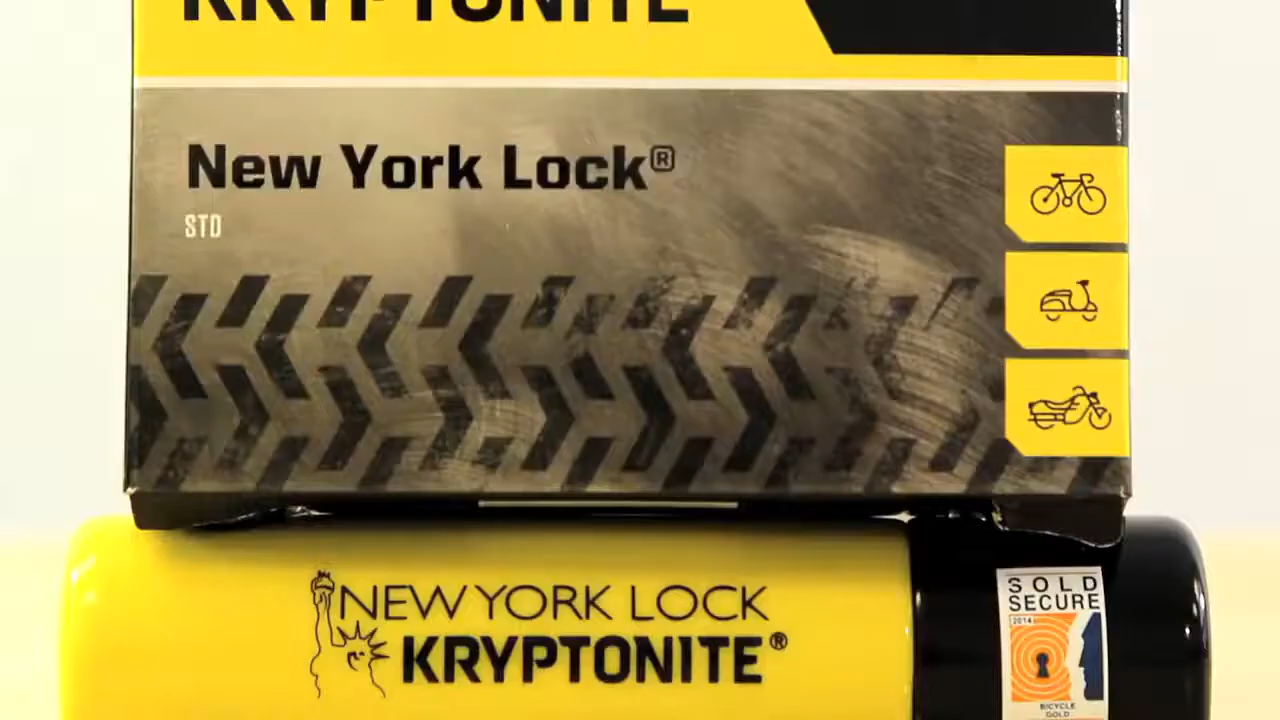 KRYPTONITE
New York Lock®
STD
NEW YORK LOCK
KRYPTONITE®
SOLD
SECURE
2014
BICYCLE
GOLD